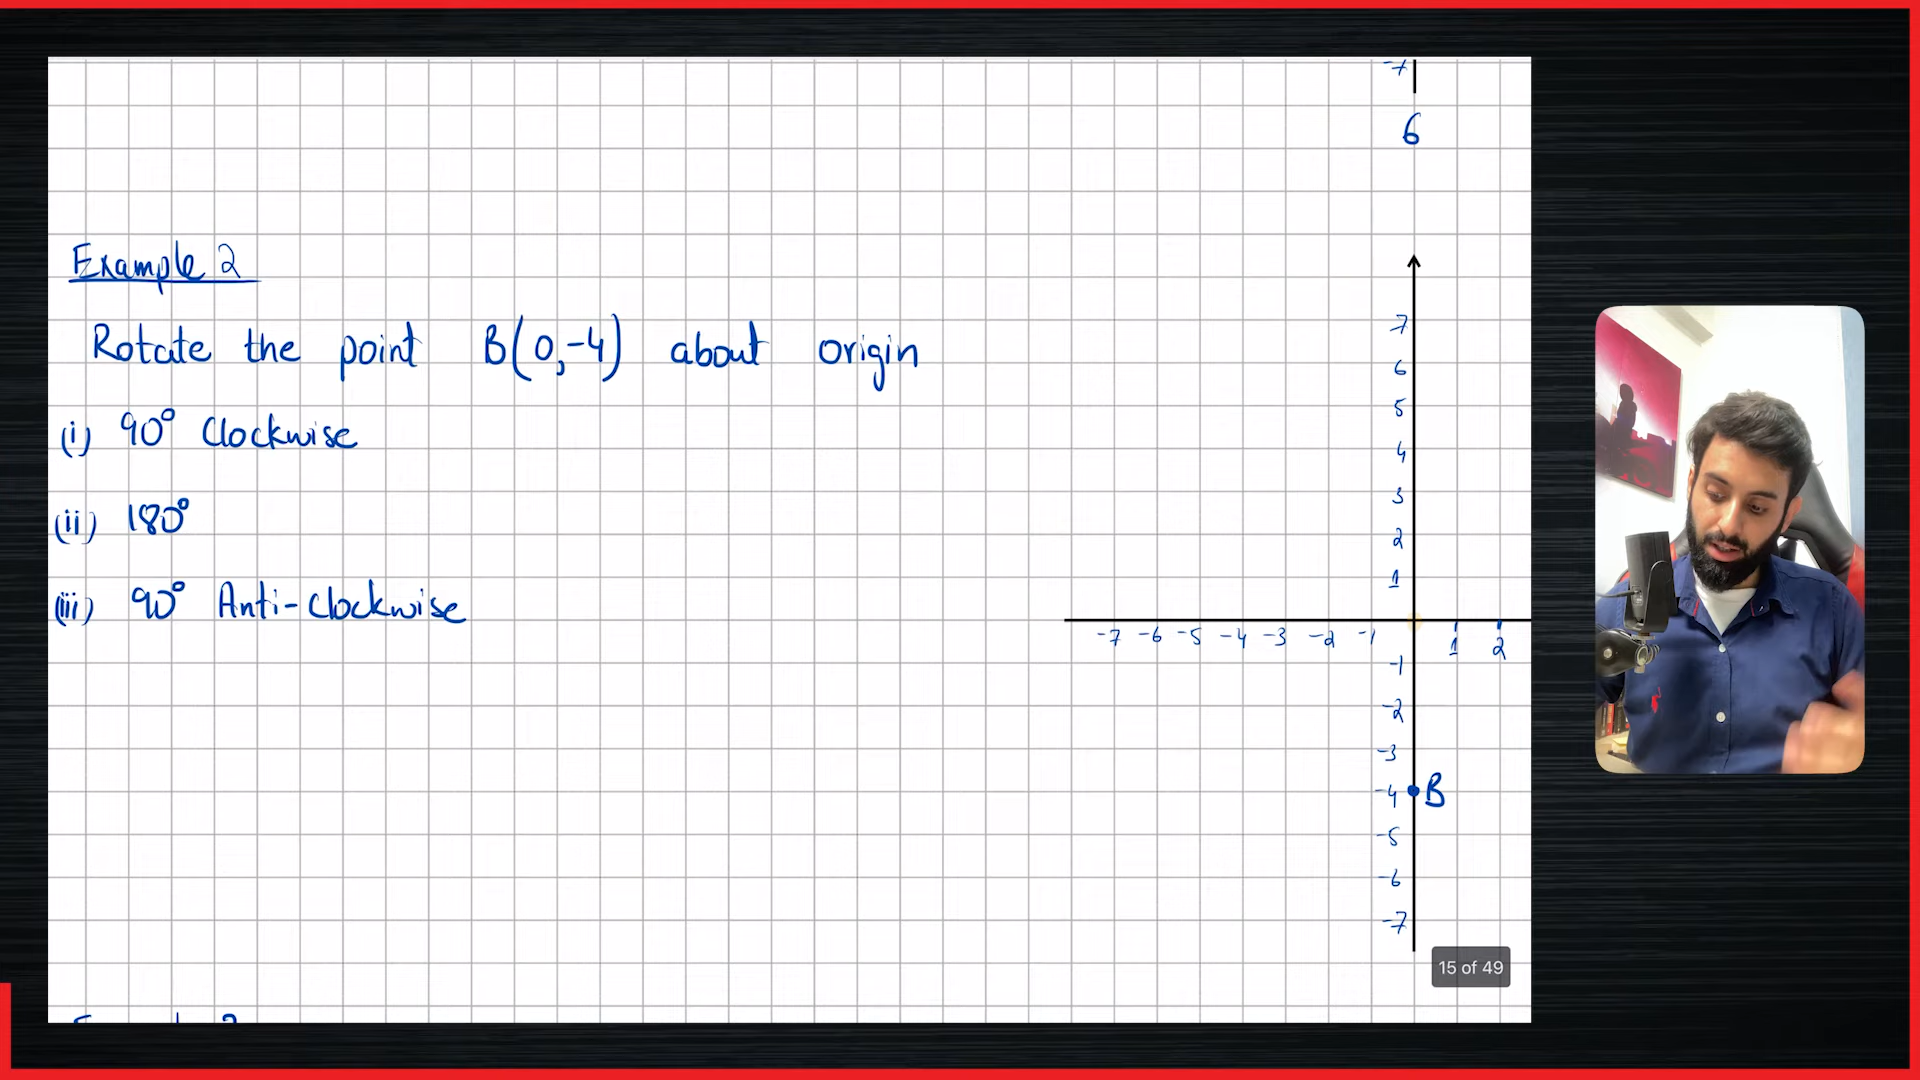 -7
6
Example 2
Rotate the point B(0,-4) about origin
(i) 90° Clockwise
(ii) 180°
(iii) 90° Anti-clockwise
7
6
5
4
3
2
1
-7 -6 -5 -4 -3 -2 -1 1 2
-1
-2
-3
-4 B
-5
-6
-7
15 of 49